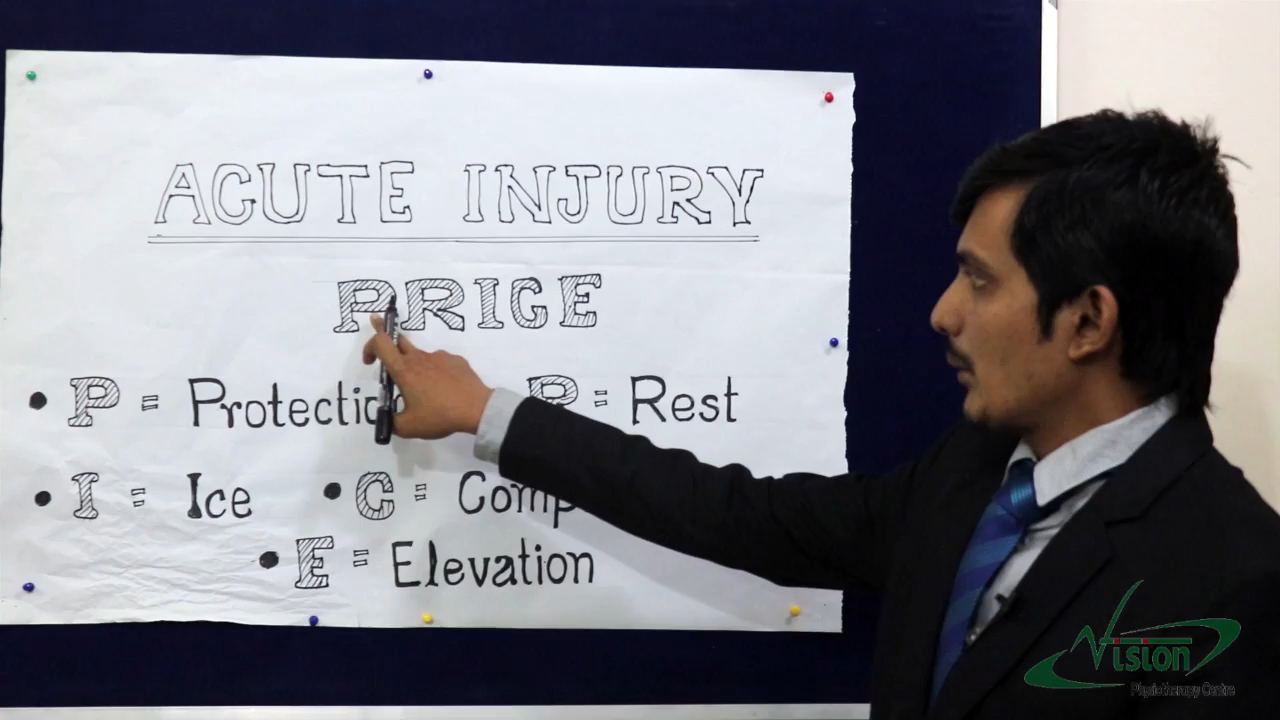 ACUTE INJURY
PRICE
• P = Protectio R = Rest
• I = Ice • C = Comp
• E = Elevation
Vision
Physiotherapy Centre